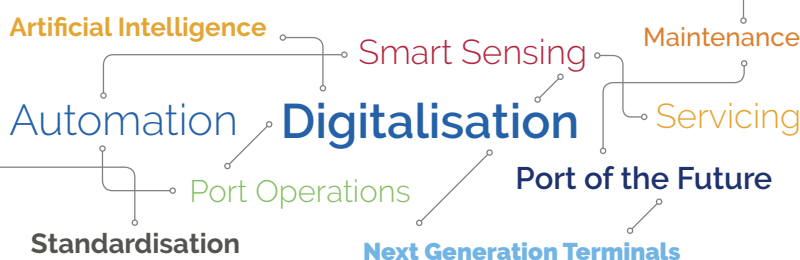 Artificial Intelligence
Smart Sensing
Maintenance
Automation
Digitalisation
Servicing
Port Operations
Port of the Future
Standardisation
Next Generation Terminals